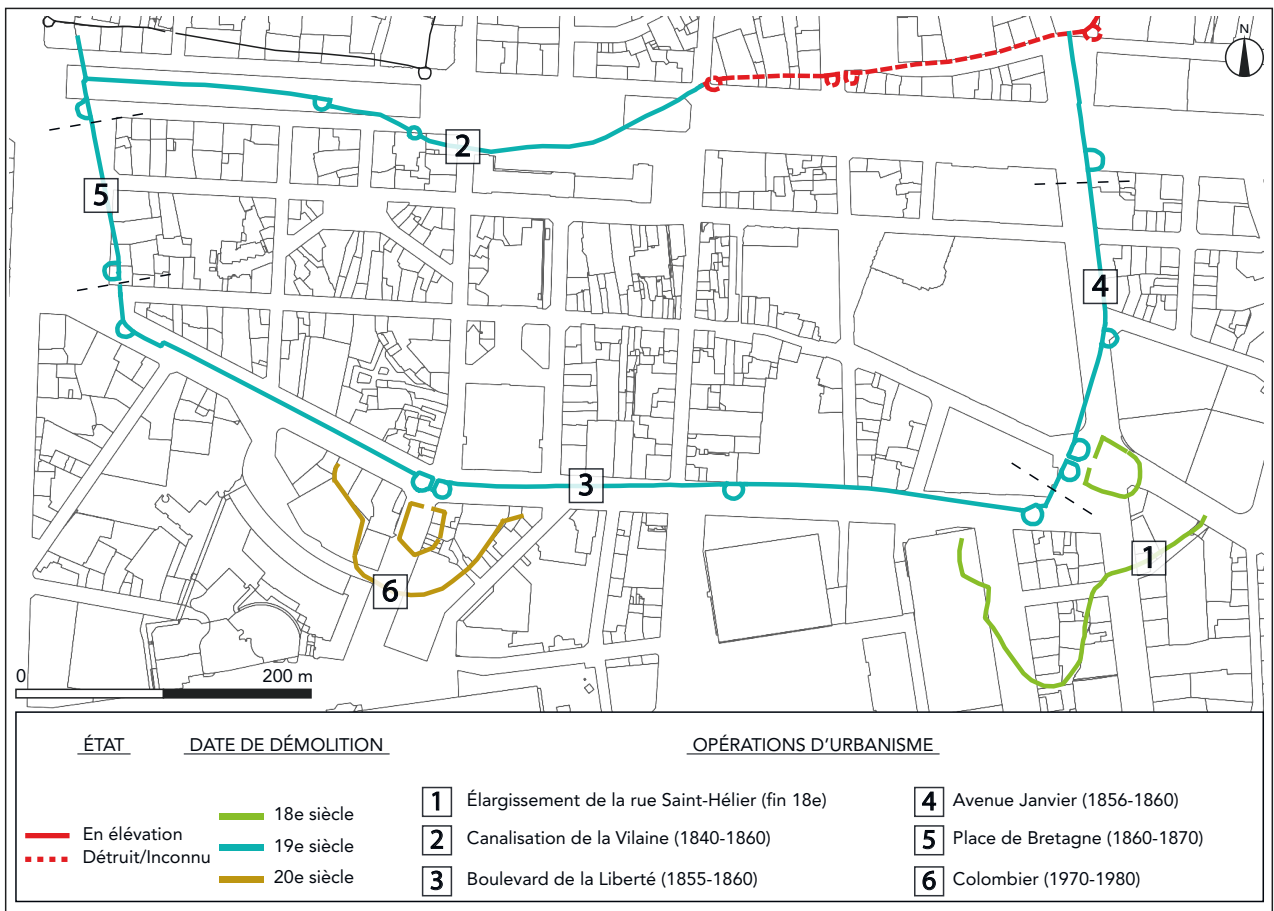 N
2
5
4
3
1
6
0 200 m
ÉTAT DATE DE DÉMOLITION OPÉRATIONS D'URBANISME
En élévation
Détruit/Inconnu
18e siècle
19e siècle
20e siècle
1 Élargissement de la rue Saint-Hélier (fin 18e)
2 Canalisation de la Vilaine (1840-1860)
3 Boulevard de la Liberté (1855-1860)
4 Avenue Janvier (1856-1860)
5 Place de Bretagne (1860-1870)
6 Colombier (1970-1980)